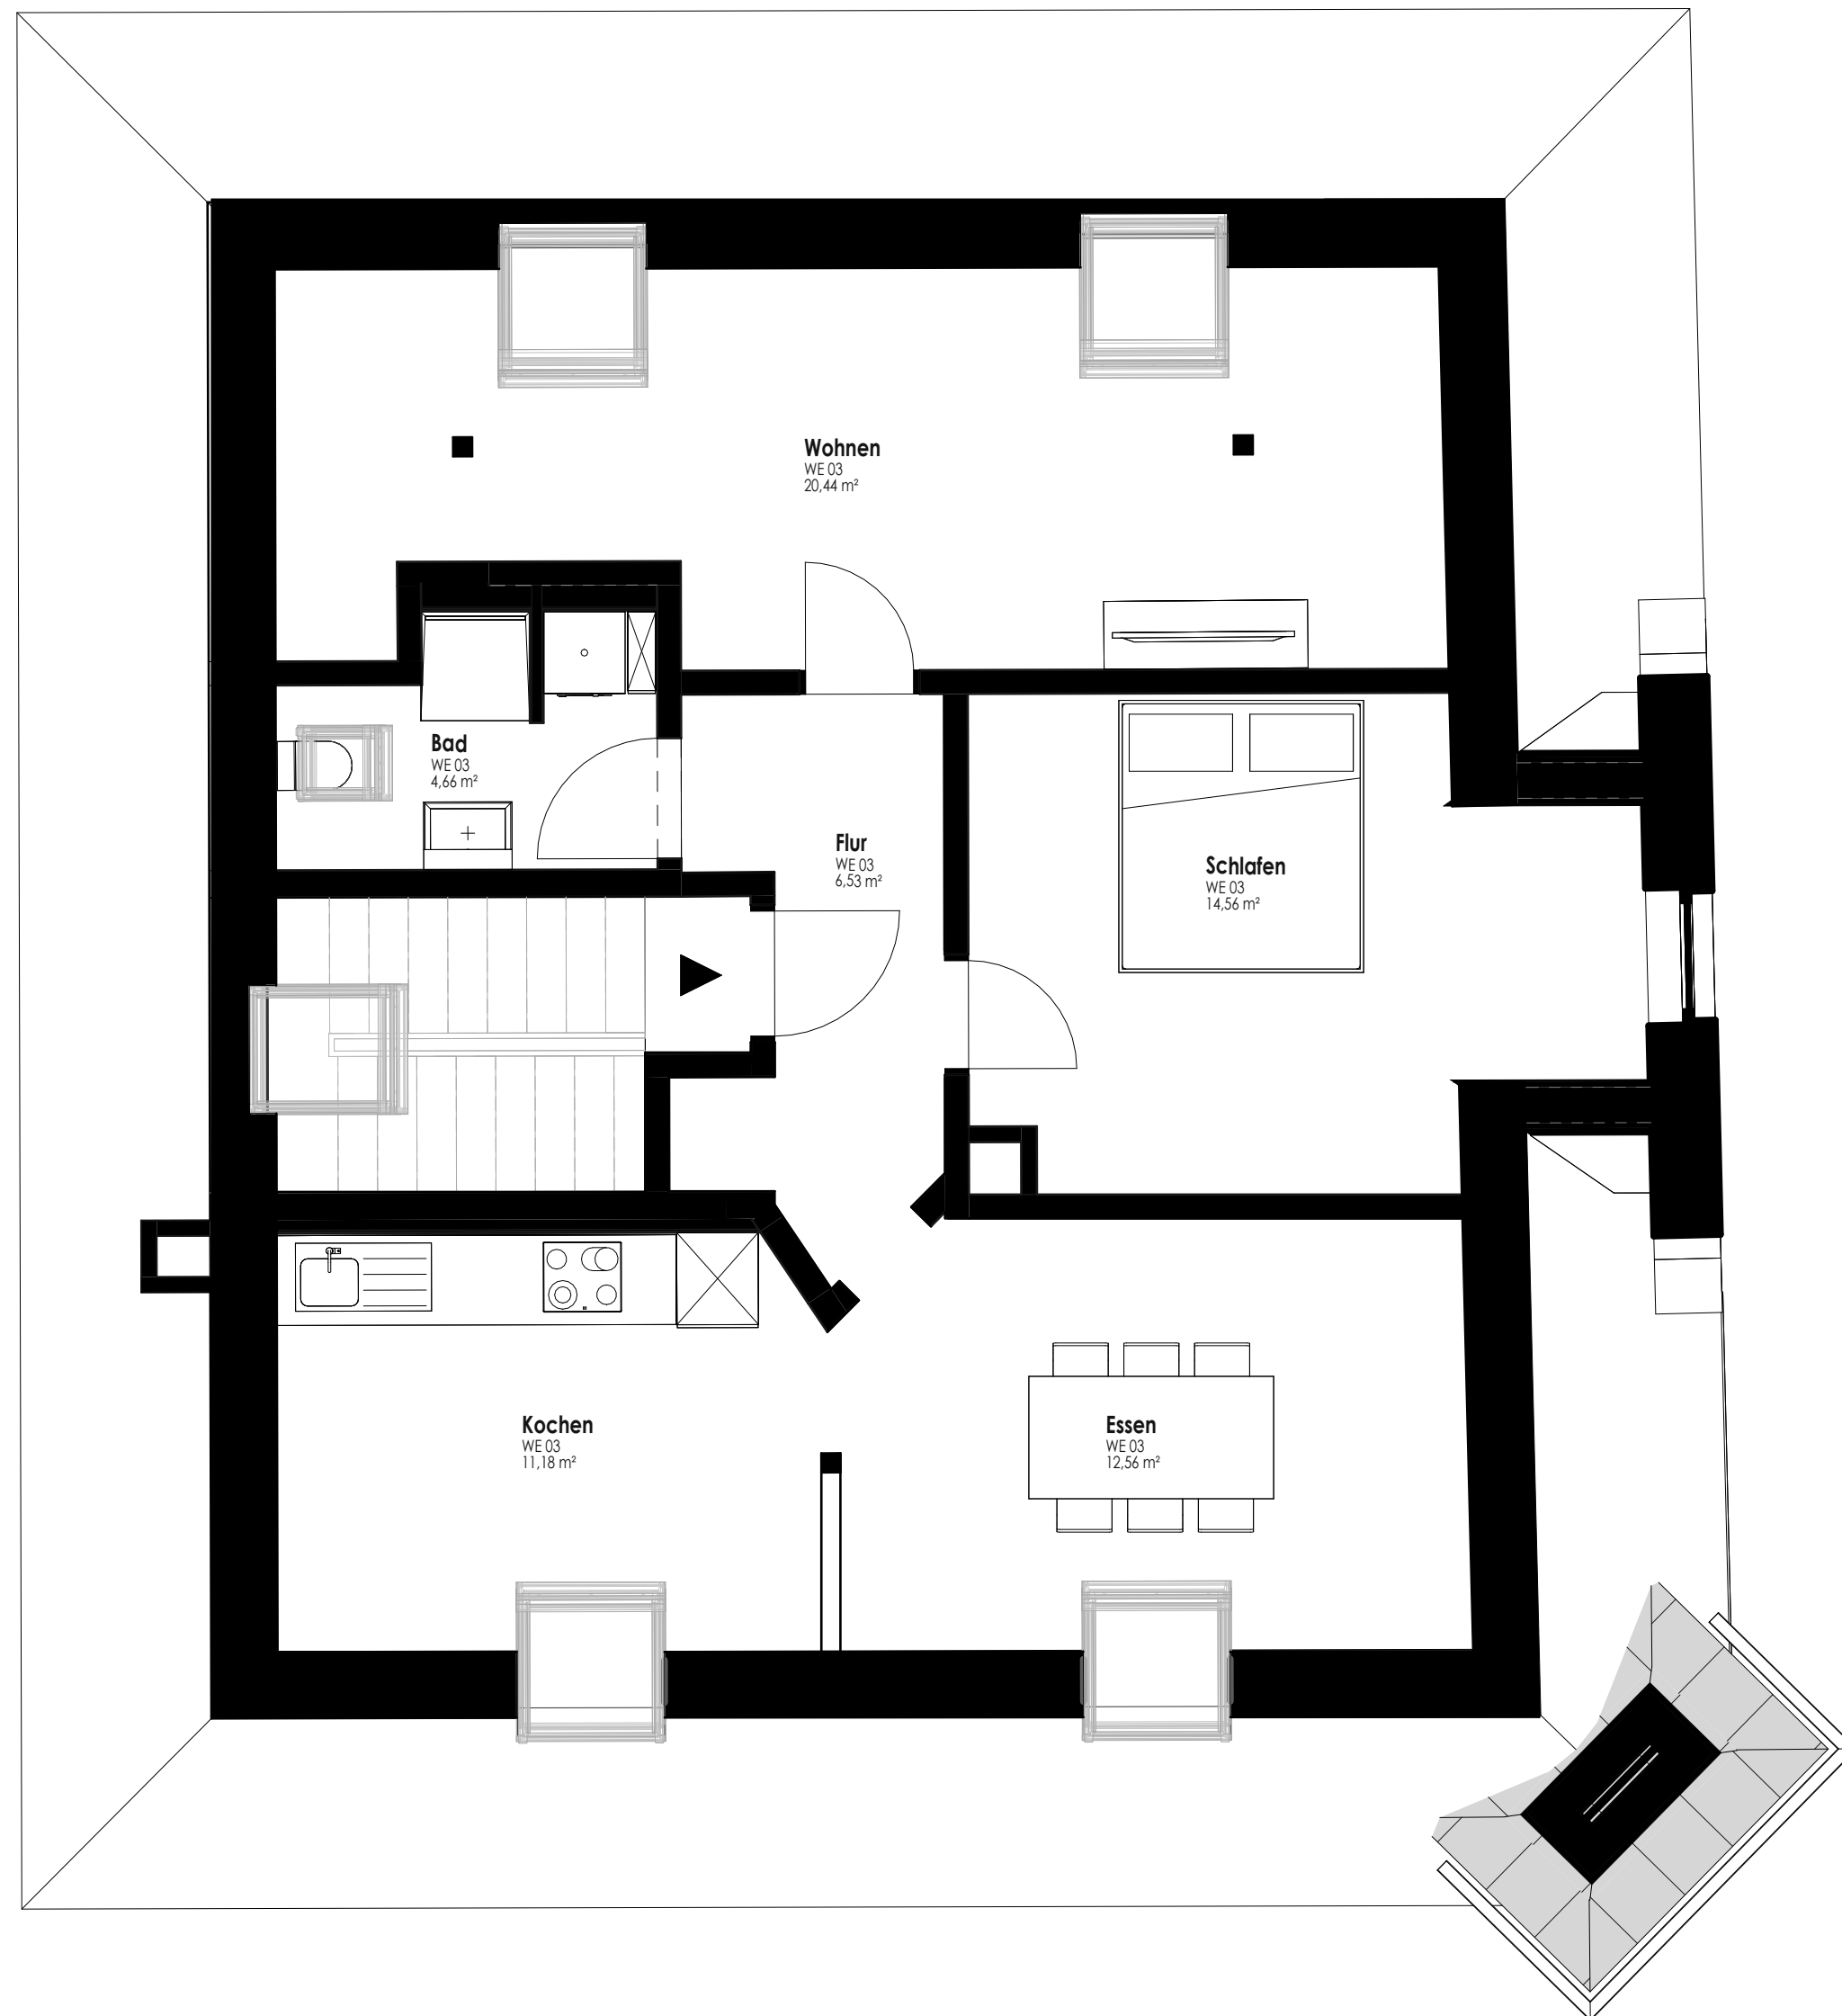 Wohnen
WE 03
20,44 m²
Bad
WE 03
4,66 m²
Flur
WE 03
6,53 m²
Schlafen
WE 03
14,56 m²
Kochen
WE 03
11,18 m²
Essen
WE 03
12,56 m²